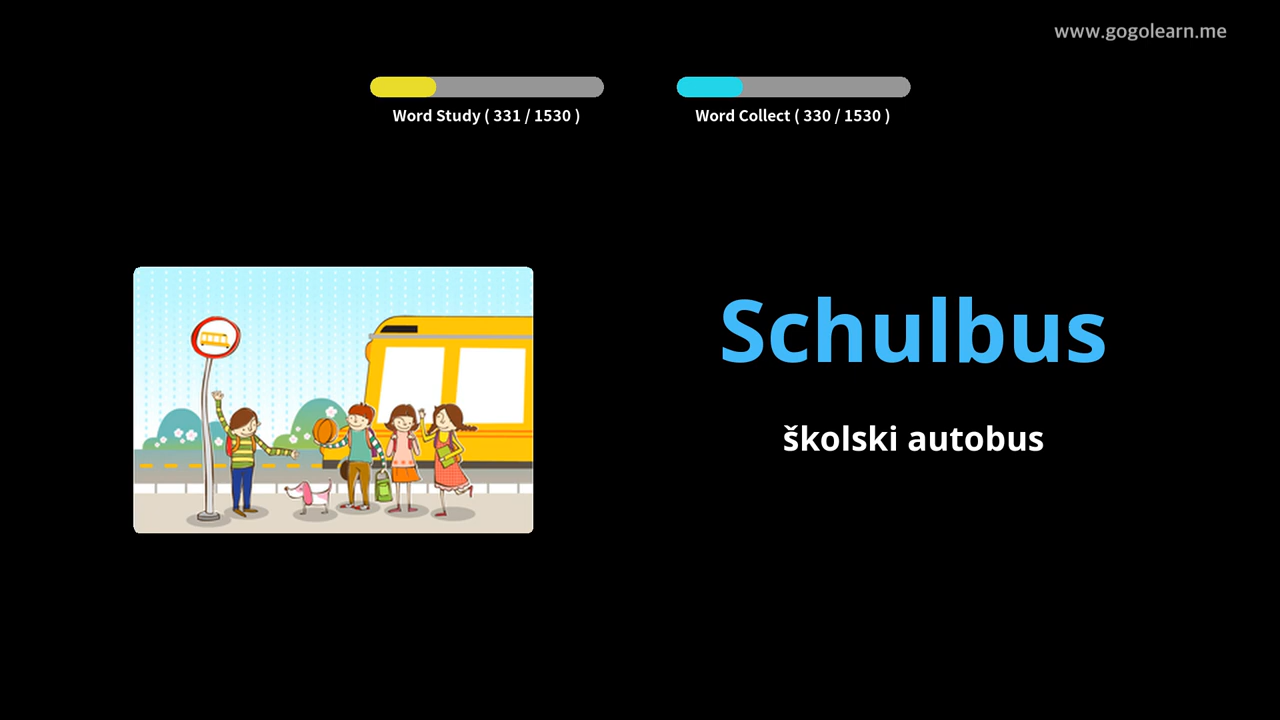 www.gogolearn.me
Word Study ( 331 / 1530 )
Word Collect ( 330 / 1530 )
Schulbus
školski autobus